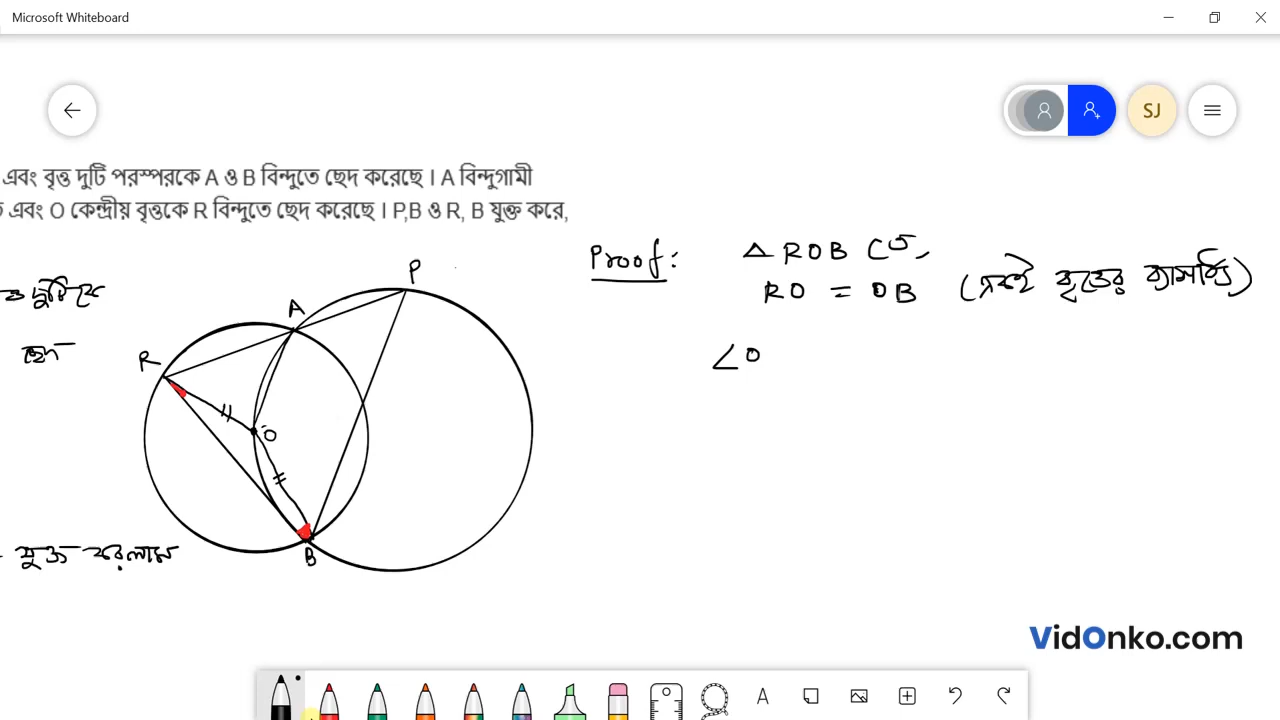 Microsoft Whiteboard
SJ
এবং বৃত্ত দুটি পরস্পরকে A ও B বিন্দুতে ছেদ করেছে। A বিন্দুগামী
এবং O কেন্দ্রীয় বৃত্তকে R বিন্দুতে ছেদ করেছে। P,B ও R, B যুক্ত করে,
Proof: △ ROB তে,
RO = OB (একই বৃত্তের ব্যাসার্ধ)
∠O
P
A
R
O
B
যুক্ত করলাম
VidOnko.com
A